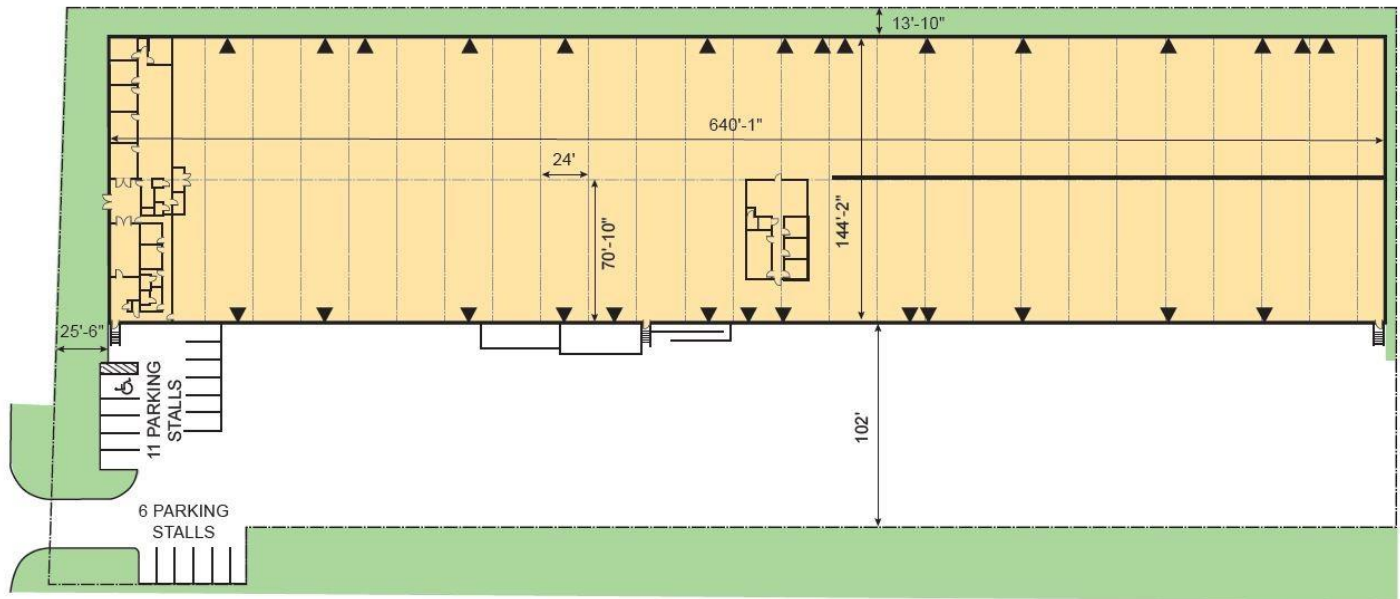 13'-10"
640'-1"
24'
144'-2"
70'-10"
25'-6"
11 PARKING
STALLS
102'
6 PARKING
STALLS